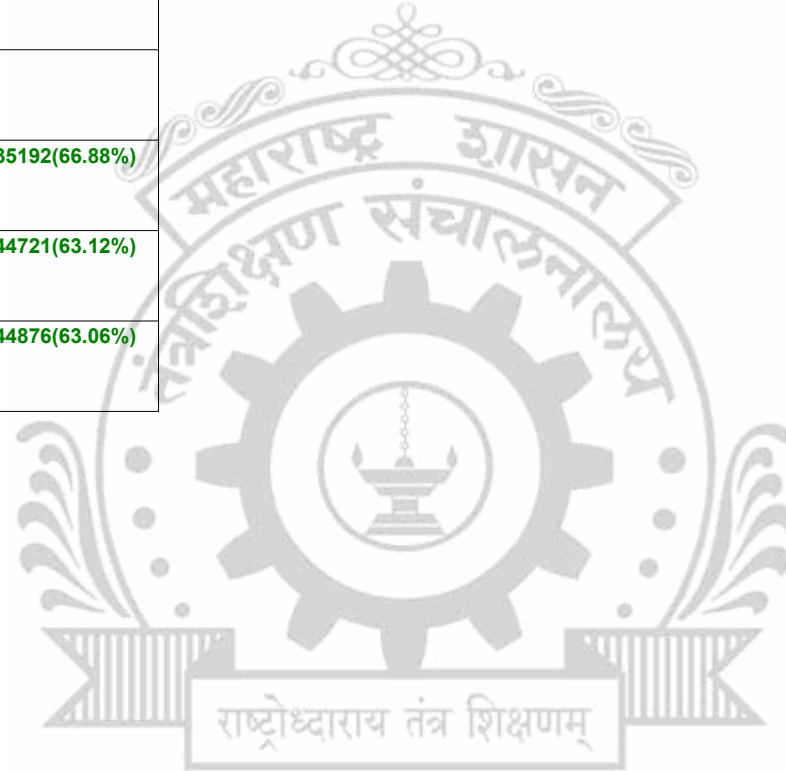 35192(66.88%)
44721(63.12%)
44876(63.06%)
महाराष्ट्र शासन
तंत्रशिक्षण संचालनालय
राष्ट्रोध्दाराय तंत्र शिक्षणम्